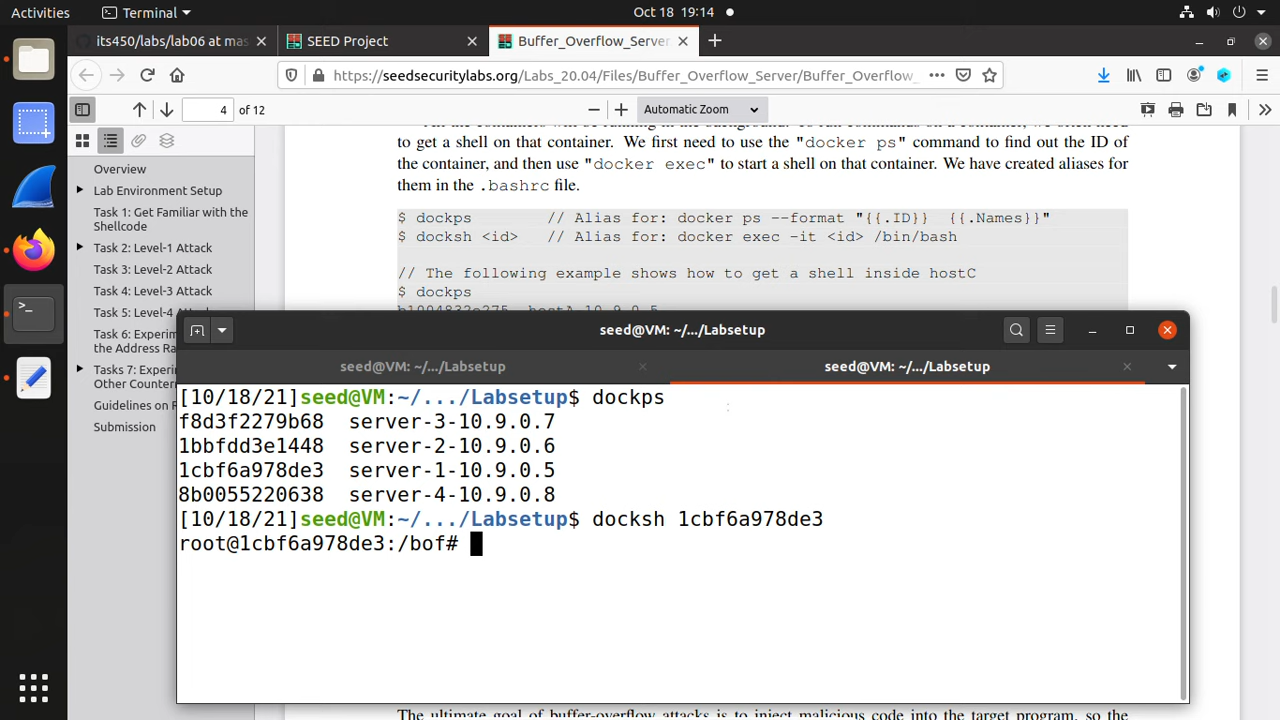 Activities
Terminal
Oct 18 19:14
its450/labs/lab06 at mas
SEED Project
Buffer_Overflow_Server
https://seedsecuritylabs.org/Labs_20.04/Files/Buffer_Overflow_Server/Buffer_Overflow_
4
of 12
Automatic Zoom
Overview
Lab Environment Setup
Task 1: Get Familiar with the
Shellcode
Task 2: Level-1 Attack
Task 3: Level-2 Attack
Task 4: Level-3 Attack
Task 5: Level-4
Task 6: Experim
the Address Ra
Tasks 7: Experim
Other Counterr
Guidelines on R
Submission
to get a shell on that container. We first need to use the "docker ps" command to find out the ID of
the container, and then use "docker exec" to start a shell on that container. We have created aliases for
them in the .bashrc file.
$ dockps // Alias for: docker ps --format "{{.ID}} {{.Names}}"
$ docksh <id> // Alias for: docker exec -it <id> /bin/bash
// The following example shows how to get a shell inside hostC
$ dockps
seed@VM: ~/.../Labsetup
seed@VM: ~/.../Labsetup
seed@VM: ~/.../Labsetup
[10/18/21]seed@VM:~/.../Labsetup$ dockps
f8d3f2279b68 server-3-10.9.0.7
1bbfdd3e1448 server-2-10.9.0.6
1cbf6a978de3 server-1-10.9.0.5
8b0055220638 server-4-10.9.0.8
[10/18/21]seed@VM:~/.../Labsetup$ docksh 1cbf6a978de3
root@1cbf6a978de3:/bof#
The ultimate goal of buffer-overflow attacks is to inject malicious code into the target program, so the